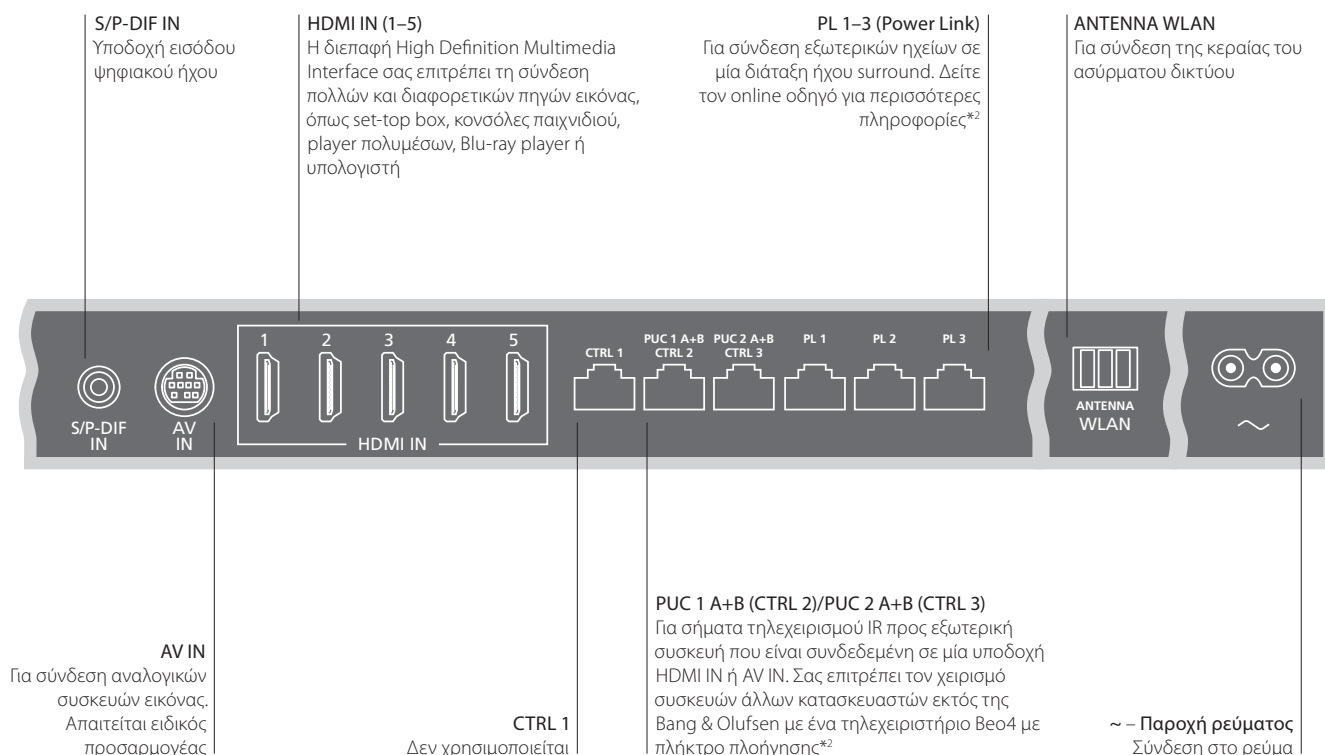 S/P-DIF IN
Υποδοχή εισόδου
ψηφιακού ήχου
HDMI IN (1–5)
Η διεπαφή High Definition Multimedia
Interface σας επιτρέπει τη σύνδεση
πολλών και διαφορετικών πηγών εικόνας,
όπως set-top box, κονσόλες παιχνιδιού,
player πολυμέσων, Blu-ray player ή
υπολογιστή
PL 1–3 (Power Link)
Για σύνδεση εξωτερικών ηχείων σε
μία διάταξη ήχου surround. Δείτε
τον online οδηγό για περισσότερες
πληροφορίες*2
ANTENNA WLAN
Για σύνδεση της κεραίας του
ασύρματου δικτύου
S/P-DIF
IN
AV
IN
1 2 3 4 5
HDMI IN
CTRL 1
PUC 1 A+B
CTRL 2
PUC 2 A+B
CTRL 3
PL 1
PL 2
PL 3
ANTENNA
WLAN
~
AV IN
Για σύνδεση αναλογικών
συσκευών εικόνας.
Απαιτείται ειδικός
προσαρμογέας
CTRL 1
Δεν χρησιμοποιείται
PUC 1 A+B (CTRL 2)/PUC 2 A+B (CTRL 3)
Για σήματα τηλεχειρισμού IR προς εξωτερική
συσκευή που είναι συνδεδεμένη σε μία υποδοχή
HDMI IN ή AV IN. Σας επιτρέπει τον χειρισμό
συσκευών άλλων κατασκευαστών εκτός της
Bang & Olufsen με ένα τηλεχειριστήριο Beo4 με
πλήκτρο πλοήγησης*2
~ – Παροχή ρεύματος
Σύνδεση στο ρεύμα